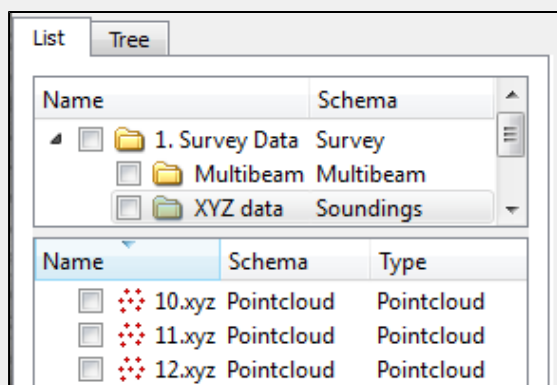 List Tree
Name Schema
1. Survey Data Survey
Multibeam Multibeam
XYZ data Soundings
Name Schema Type
10.xyz Pointcloud Pointcloud
11.xyz Pointcloud Pointcloud
12.xyz Pointcloud Pointcloud